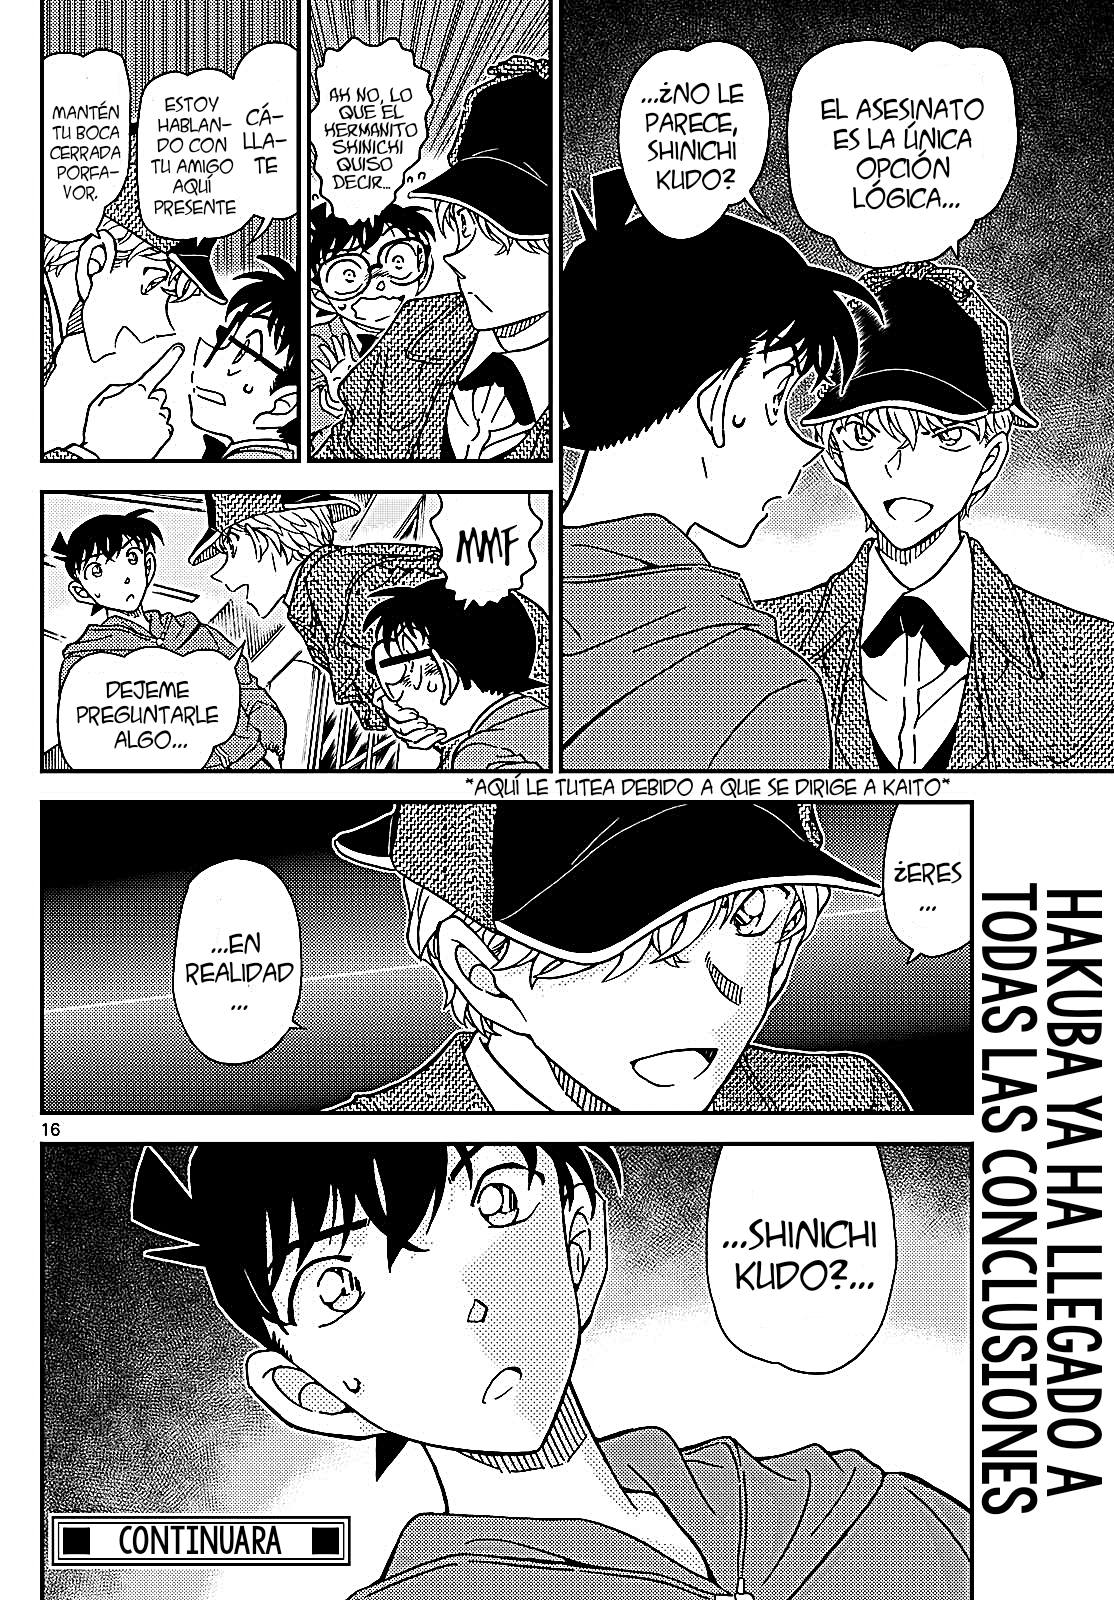 EL ASESINATO
ES LA ÚNICA
OPCIÓN
LÓGICA...
...¿NO LE
PARECE,
SHINICHI
KUDO?
AH NO, LO
QUE EL
HERMANITO
SHINICHI
QUISO
DECIR...
CÁ-
LLA-
TE
ESTOY
HABLAN-
DO CON
TU AMIGO
AQUÍ
PRESENTE
MANTÉN
TU BOCA
CERRADA
PORFA-
VOR.
MMF
DEJEME
PREGUNTARLE
ALGO...
*AQUÍ LE TUTEA DEBIDO A QUE SE DIRIGE A KAITO*
¿ERES
...
...EN
REALIDAD
...
16
...SHINICHI
KUDO?...
HAKUBA YA HA LLEGADO A
TODAS LAS CONCLUSIONES
CONTINUARA